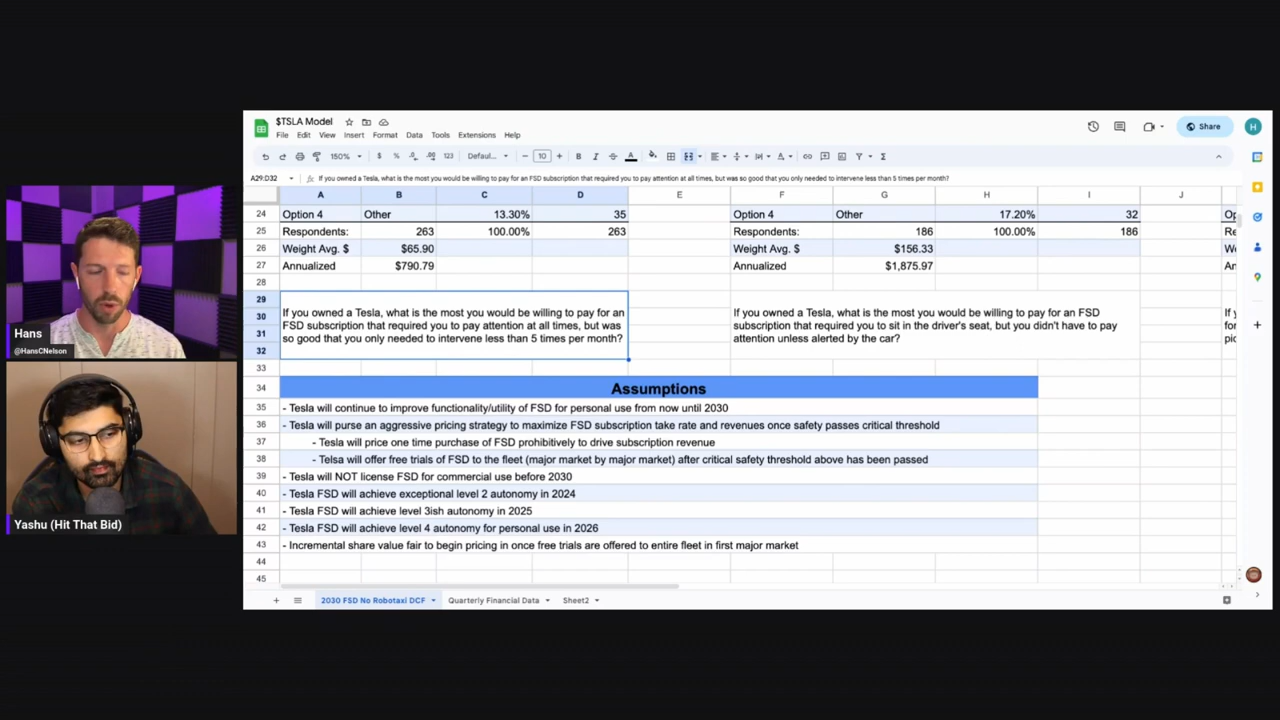 $TSLA Model
File Edit View Insert Format Data Tools Extensions Help
Share
H
150% $ % .0 .00 123 Defaul... 10 B I A
A29:D32 fx If you owned a Tesla, what is the most you would be willing to pay for an FSD subscription that required you to pay attention at all times, but was so good that you only needed to intervene less than 5 times per month?
A B C D E F G H I J
24 Option 4 Other 13.30% 35 Option 4 Other 17.20% 32 Op
25 Respondents: 263 100.00% 263 Respondents: 186 100.00% 186 Re
26 Weight Avg. $ $65.90 Weight Avg. $ $156.33 We
27 Annualized $790.79 Annualized $1,875.97 An
28
29
30
31
32
If you owned a Tesla, what is the most you would be willing to pay for an
FSD subscription that required you to pay attention at all times, but was
so good that you only needed to intervene less than 5 times per month?
If you owned a Tesla, what is the most you would be willing to pay for an FSD
subscription that required you to sit in the driver's seat, but you didn't have to pay
attention unless alerted by the car?
If y
for
pic
33
34 Assumptions
35 - Tesla will continue to improve functionality/utility of FSD for personal use from now until 2030
36 - Tesla will purse an aggressive pricing strategy to maximize FSD subscription take rate and revenues once safety passes critical threshold
37 - Tesla will price one time purchase of FSD prohibitively to drive subscription revenue
38 - Telsa will offer free trials of FSD to the fleet (major market by major market) after critical safety threshold above has been passed
39 - Tesla will NOT license FSD for commercial use before 2030
40 - Tesla FSD will achieve exceptional level 2 autonomy in 2024
41 - Tesla FSD will achieve level 3ish autonomy in 2025
42 - Tesla FSD will achieve level 4 autonomy for personal use in 2026
43 - Incremental share value fair to begin pricing in once free trials are offered to entire fleet in first major market
44
45
2030 FSD No Robotaxi DCF Quarterly Financial Data Sheet2
Hans
@HansCNelson
Yashu (Hit That Bid)